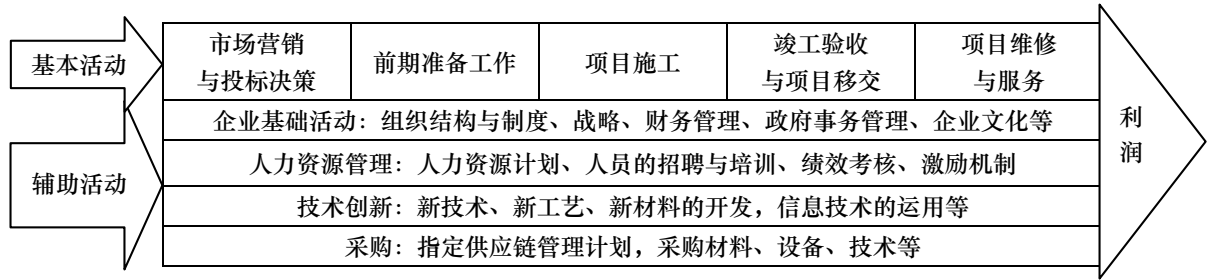 基本活动
市场营销
与投标决策
前期准备工作
项目施工
竣工验收
与项目移交
项目维修
与服务
企业基础活动：组织结构与制度、战略、财务管理、政府事务管理、企业文化等
人力资源管理：人力资源计划、人员的招聘与培训、绩效考核、激励机制
辅助活动
技术创新：新技术、新工艺、新材料的开发，信息技术的运用等
采购：指定供应链管理计划，采购材料、设备、技术等
利
润